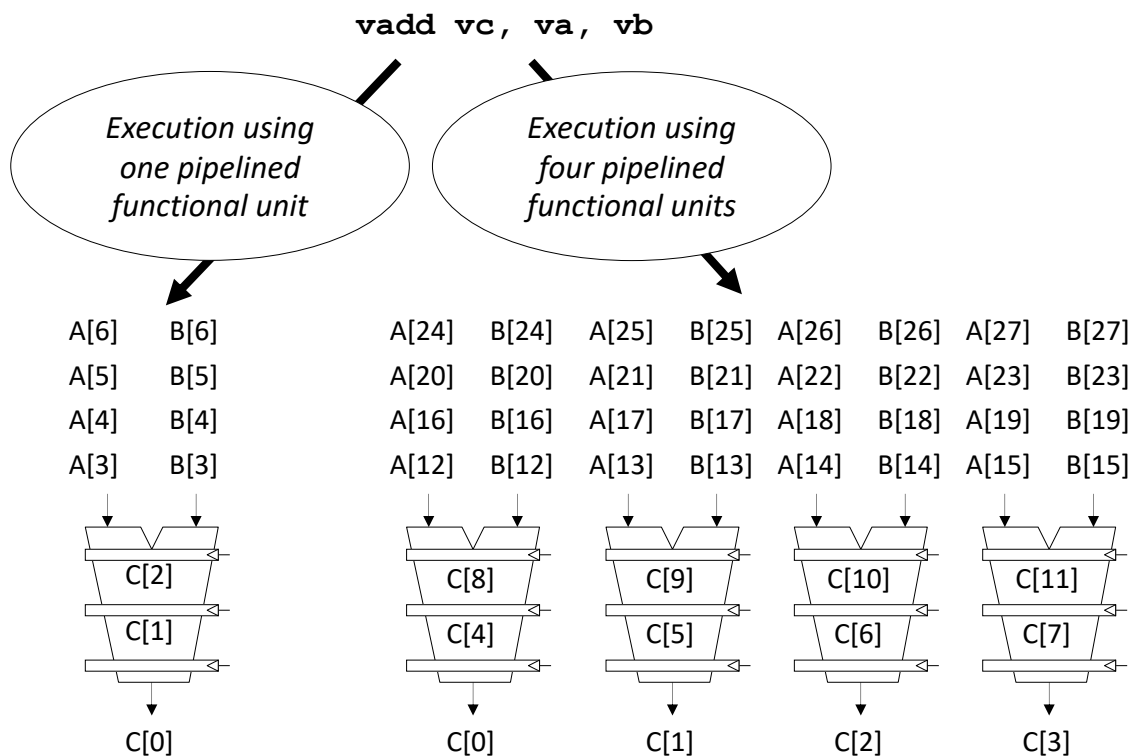 vadd vc, va, vb
Execution using
one pipelined
functional unit
Execution using
four pipelined
functional units
A[6] B[6] A[24] B[24] A[25] B[25] A[26] B[26] A[27] B[27]
A[5] B[5] A[20] B[20] A[21] B[21] A[22] B[22] A[23] B[23]
A[4] B[4] A[16] B[16] A[17] B[17] A[18] B[18] A[19] B[19]
A[3] B[3] A[12] B[12] A[13] B[13] A[14] B[14] A[15] B[15]
C[2] C[8] C[9] C[10] C[11]
C[1] C[4] C[5] C[6] C[7]
C[0] C[0] C[1] C[2] C[3]